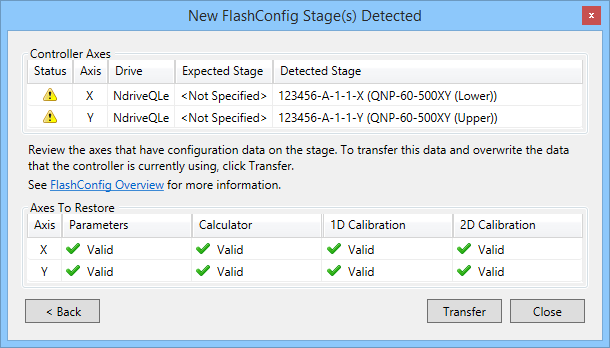 New FlashConfig Stage(s) Detected
x
Controller Axes
Status Axis Drive Expected Stage Detected Stage
X NdriveQLe <Not Specified> 123456-A-1-1-X (QNP-60-500XY (Lower))
Y NdriveQLe <Not Specified> 123456-A-1-1-Y (QNP-60-500XY (Upper))
Review the axes that have configuration data on the stage. To transfer this data and overwrite the data
that the controller is currently using, click Transfer.
See FlashConfig Overview for more information.
Axes To Restore
Axis Parameters Calculator 1D Calibration 2D Calibration
X Valid Valid Valid Valid
Y Valid Valid Valid Valid
< Back Transfer Close